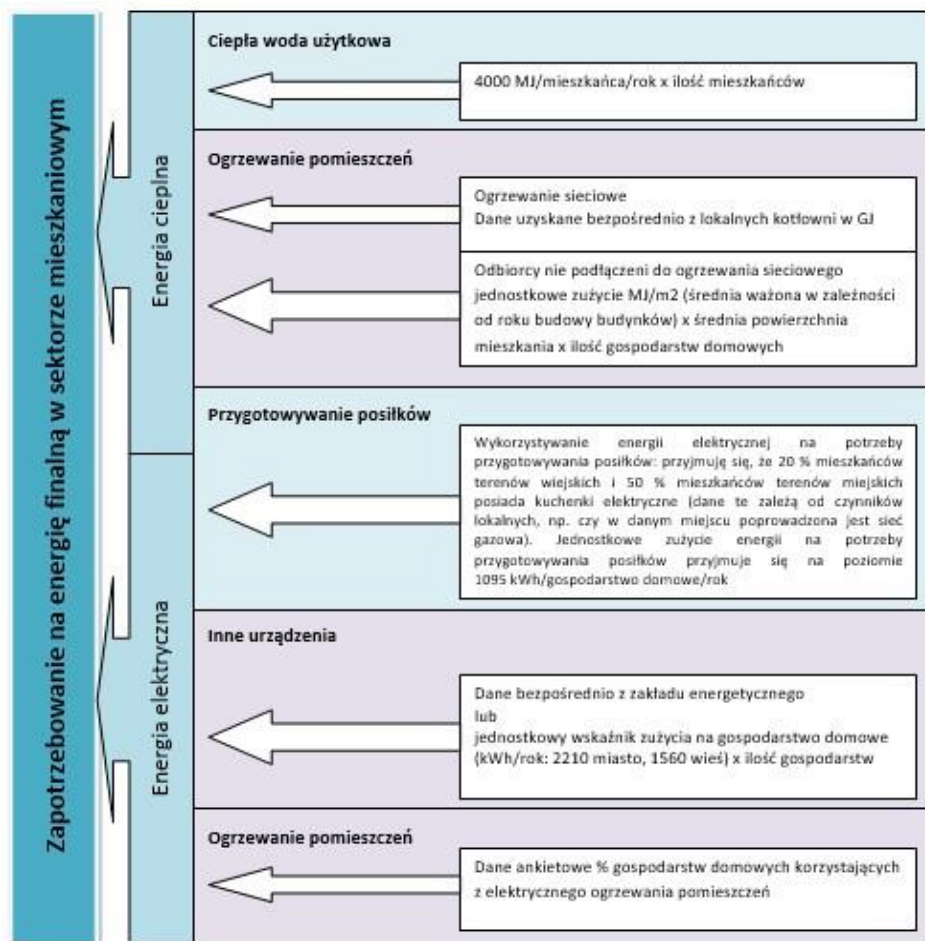 Zapotrzebowanie na energię finalną w sektorze mieszkaniowym
Energia cieplna
Ciepła woda użytkowa
4000 MJ/mieszkańca/rok x ilość mieszkańców
Ogrzewanie pomieszczeń
Ogrzewanie sieciowe
Dane uzyskane bezpośrednio z lokalnych kotłowni w GJ
Odbiorcy nie podłączeni do ogrzewania sieciowego
jednostkowe zużycie MJ/m2 (średnia ważona w zależności
od roku budowy budynków) x średnia powierzchnia
mieszkania x ilość gospodarstw domowych
Przygotowywanie posiłków
Wykorzystywanie energii elektrycznej na potrzeby
przygotowywania posiłków: przyjmuję się, że 20 % mieszkańców
terenów wiejskich i 50 % mieszkańców terenów miejskich
posiada kuchenki elektryczne (dane te zależą od czynników
lokalnych, np. czy w danym miejscu poprowadzona jest sieć
gazowa). Jednostkowe zużycie energii na potrzeby
przygotowywania posiłków przyjmuje się na poziomie
1095 kWh/gospodarstwo domowe/rok
Energia elektryczna
Inne urządzenia
Dane bezpośrednio z zakładu energetycznego
lub
jednostkowy wskaźnik zużycia na gospodarstwo domowe
(kWh/rok: 2210 miasto, 1560 wieś) x ilość gospodarstw
Ogrzewanie pomieszczeń
Dane ankietowe % gospodarstw domowych korzystających
z elektrycznego ogrzewania pomieszczeń